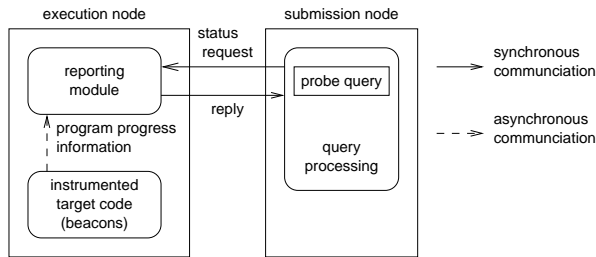 execution node
submission node
status
request
reporting
module
probe query
reply
program progress
information
query
processing
instrumented
target code
(beacons)
synchronous
communciation
asynchronous
communciation